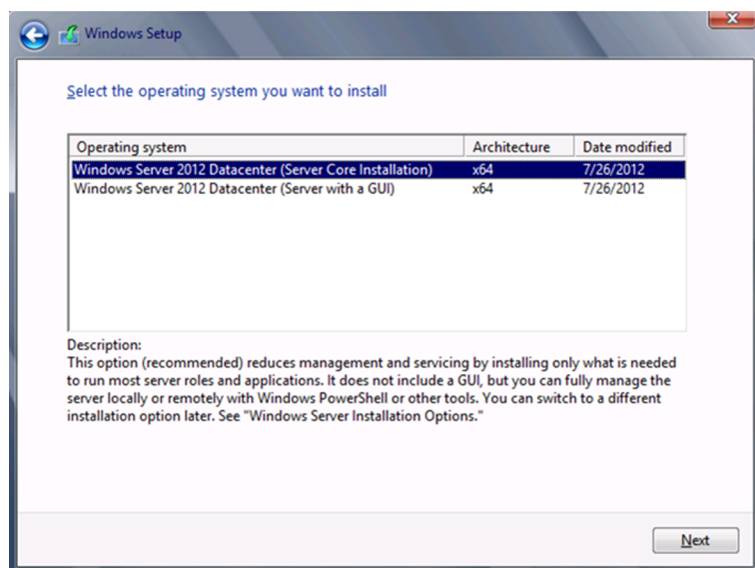 Windows Setup
Select the operating system you want to install
Operating system Architecture Date modified
Windows Server 2012 Datacenter (Server Core Installation) x64 7/26/2012
Windows Server 2012 Datacenter (Server with a GUI) x64 7/26/2012
Description:
This option (recommended) reduces management and servicing by installing only what is needed
to run most server roles and applications. It does not include a GUI, but you can fully manage the
server locally or remotely with Windows PowerShell or other tools. You can switch to a different
installation option later. See "Windows Server Installation Options."
Next